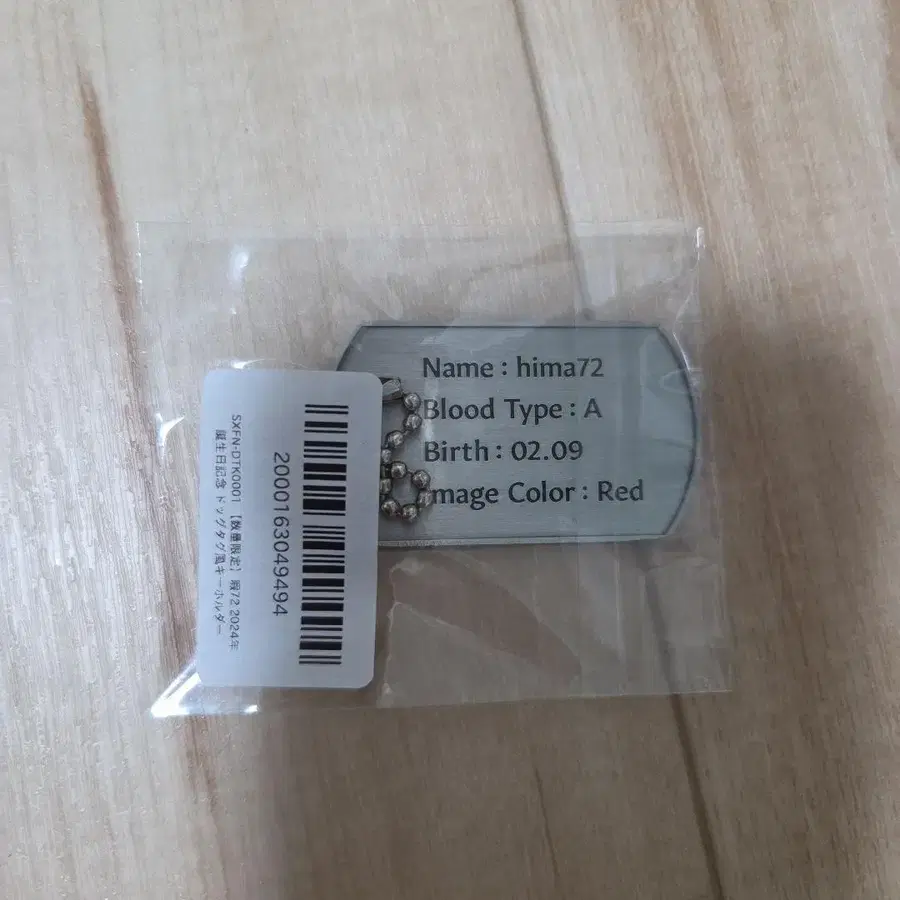 Name : hima72
Blood Type : A
Birth : 02.09
mage Color : Red
SXFN-DTK0001 【数量限定】 暇72 2024年
誕生日記念 ドッグタグ風キーホルダー
2000163049494